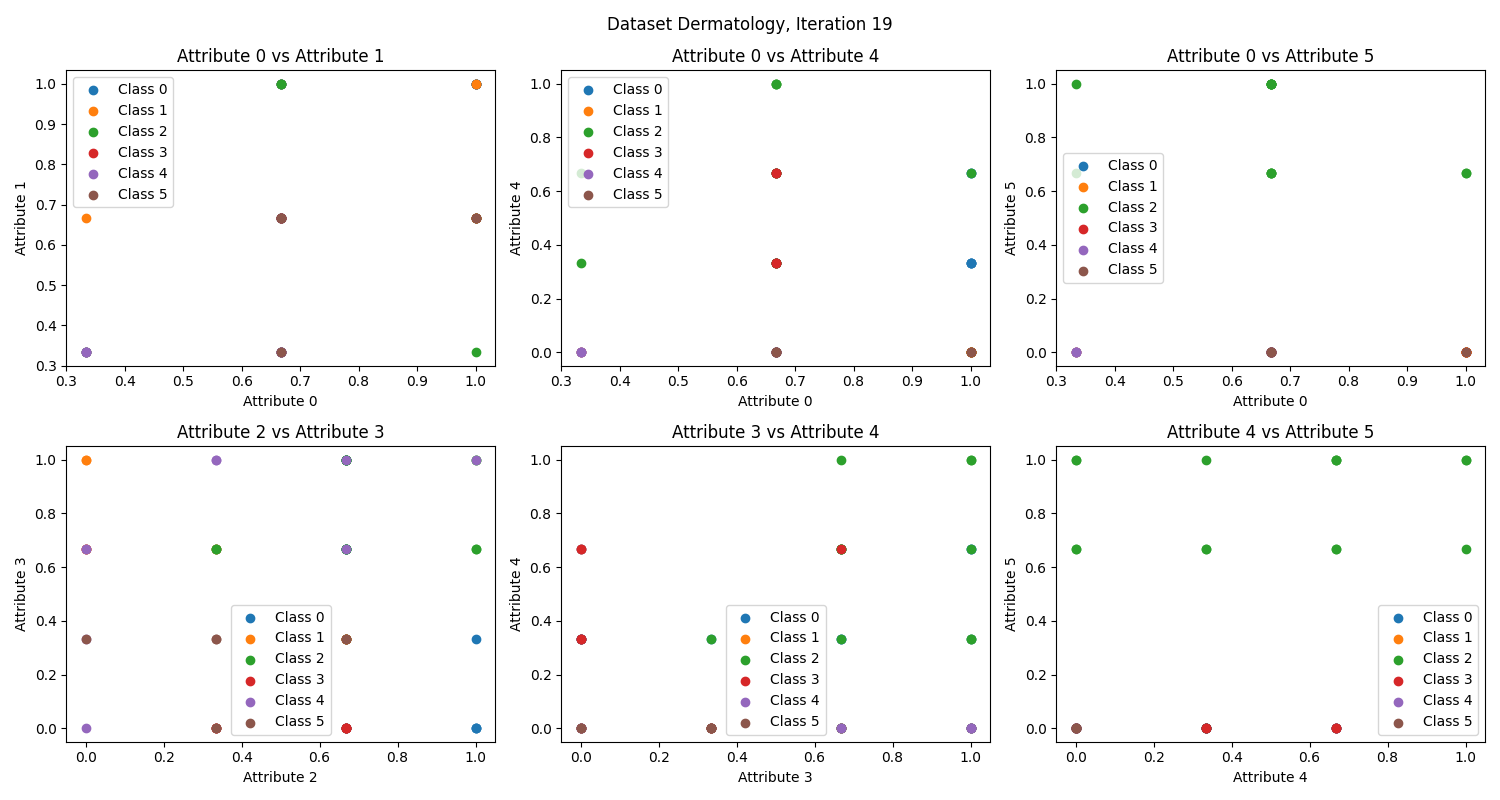 Dataset Dermatology, Iteration 19
Attribute 0 vs Attribute 1
1.0
0.9
0.8
0.7
0.6
0.5
0.4
0.3
Attribute 1
Class 0
Class 1
Class 2
Class 3
Class 4
Class 5
0.3 0.4 0.5 0.6 0.7 0.8 0.9 1.0
Attribute 0
Attribute 0 vs Attribute 4
1.0
0.8
0.6
0.4
0.2
0.0
Attribute 4
Class 0
Class 1
Class 2
Class 3
Class 4
Class 5
0.3 0.4 0.5 0.6 0.7 0.8 0.9 1.0
Attribute 0
Attribute 0 vs Attribute 5
1.0
0.8
0.6
0.4
0.2
0.0
Attribute 5
Class 0
Class 1
Class 2
Class 3
Class 4
Class 5
0.3 0.4 0.5 0.6 0.7 0.8 0.9 1.0
Attribute 0
Attribute 2 vs Attribute 3
1.0
0.8
0.6
0.4
0.2
0.0
Attribute 3
Class 0
Class 1
Class 2
Class 3
Class 4
Class 5
0.0 0.2 0.4 0.6 0.8 1.0
Attribute 2
Attribute 3 vs Attribute 4
1.0
0.8
0.6
0.4
0.2
0.0
Attribute 4
Class 0
Class 1
Class 2
Class 3
Class 4
Class 5
0.0 0.2 0.4 0.6 0.8 1.0
Attribute 3
Attribute 4 vs Attribute 5
1.0
0.8
0.6
0.4
0.2
0.0
Attribute 5
Class 0
Class 1
Class 2
Class 3
Class 4
Class 5
0.0 0.2 0.4 0.6 0.8 1.0
Attribute 4